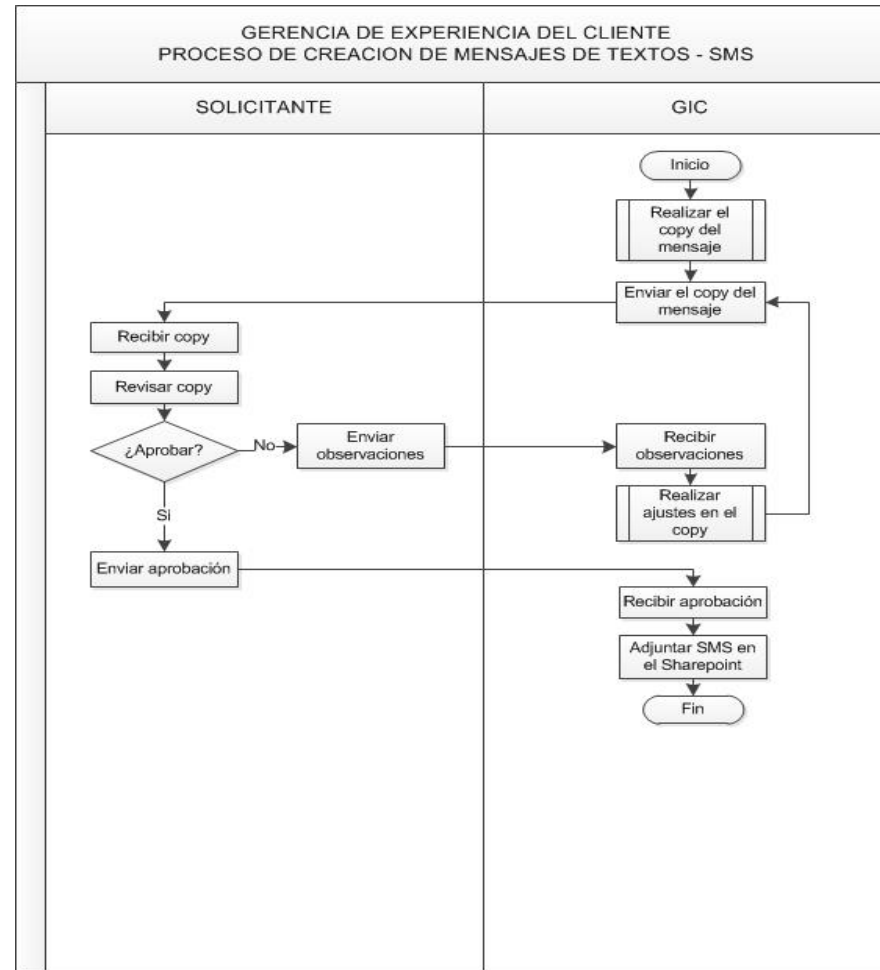 GERENCIA DE EXPERIENCIA DEL CLIENTE
PROCESO DE CREACION DE MENSAJES DE TEXTOS - SMS
SOLICITANTE
GIC
Inicio
Realizar el
copy del
mensaje
Enviar el copy del
mensaje
Recibir copy
Revisar copy
¿Aprobar?
No
Enviar
observaciones
Recibir
observaciones
Realizar
ajustes en el
copy
Si
Enviar aprobación
Recibir aprobación
Adjuntar SMS en
el Sharepoint
Fin